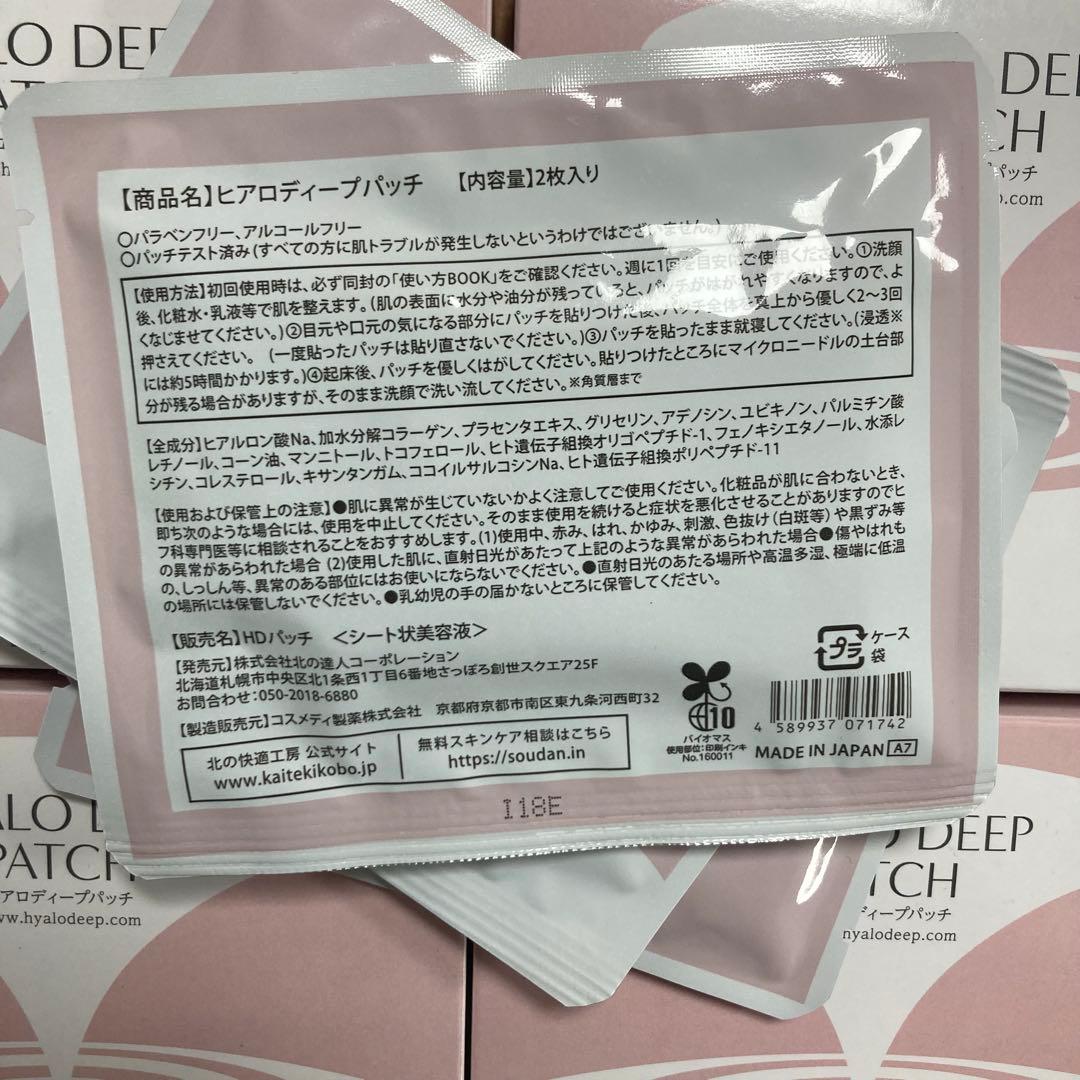 ALO DEE
ATC
DE
CH
パッチ
p.com
【商品名】ヒアロディープパッチ 【内容量】2枚入り
○パラベンフリー、アルコールフリー
○パッチテスト済み(すべての方に肌トラブルが発生しないというわけではございません。)
【使用方法】初回使用時は、必ず同封の「使い方BOOK」をご確認ください。週に1回を目安にご使用ください。①洗顔
後、化粧水・乳液等で肌を整えます。(肌の表面に水分や油分が残っていると、パッチがはがれやすくなりますので、よ
くなじませてください。)②目元や口元の気になる部分にパッチを貼りつけた後、パッチ全体を真上から優しく2〜3回
押さえてください。 (一度貼ったパッチは貼り直さないでください。)③パッチを貼ったまま就寝してください。(浸透※
には約5時間かかります。)④起床後、パッチを優しくはがしてください。貼りつけたところにマイクロニードルの土台部
分が残る場合がありますが、そのまま洗顔で洗い流してください。※角質層まで
【全成分】ヒアルロン酸Na、加水分解コラーゲン、プラセンタエキス、グリセリン、アデノシン、ユビキノン、パルミチン酸
レチノール、コーン油、マンニトール、トコフェロール、ヒト遺伝子組換オリゴペプチド-1、フェノキシエタノール、水添レ
シチン、コレステロール、キサンタンガム、ココイルサルコシンNa、ヒト遺伝子組換ポリペプチド-11
【使用および保管上の注意】●肌に異常が生じていないかよく注意してご使用ください。化粧品が肌に合わないとき、
即ち次のような場合には、使用を中止してください。そのまま使用を続けると症状を悪化させることがありますのでヒ
フ科専門医等に相談されることをおすすめします。(1)使用中、赤み、はれ、かゆみ、刺激、色抜け(白斑等)や黒ずみ等
の異常があらわれた場合 (2)使用した肌に、直射日光があたって上記のような異常があらわれた場合●傷やはれも
の、しっしん等、異常のある部位にはお使いにならないでください。●直射日光のあたる場所や高温多湿、極端に低温
の場所には保管しないでください。●乳幼児の手の届かないところに保管してください。
【販売名】HDパッチ <シート状美容液>
【発売元】株式会社北の達人コーポレーション
北海道札幌市中央区北1条西1丁目6番地さっぽろ創世スクエア25F
お問合わせ:050-2018-6880
【製造販売元】コスメディ製薬株式会社 京都府京都市南区東九条河西町32
北の快適工房 公式サイト
www.kaitekikobo.jp
無料スキンケア相談はこちら
https://soudan.in
10
バイオマス
使用部位:印刷インキ
No.160011
プラ
ケース
袋
4 589937 071742
MADE IN JAPAN A7
118E
ALO D
PATCH
アロディープパッチ
www.hyalodeep.com
O DEEP
TCH
ディープパッチ
hyalodeep.com